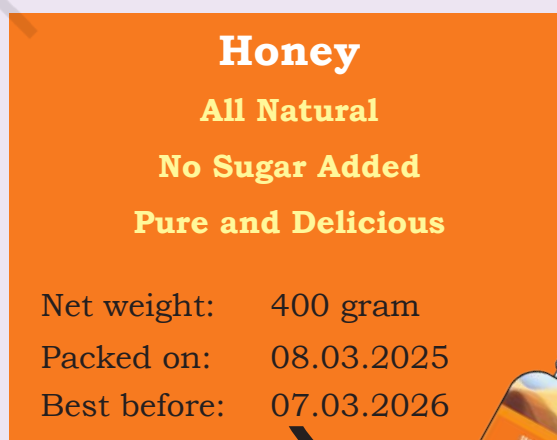 Honey
All Natural
No Sugar Added
Pure and Delicious
Net weight: 400 gram
Packed on: 08.03.2025
Best before: 07.03.2026